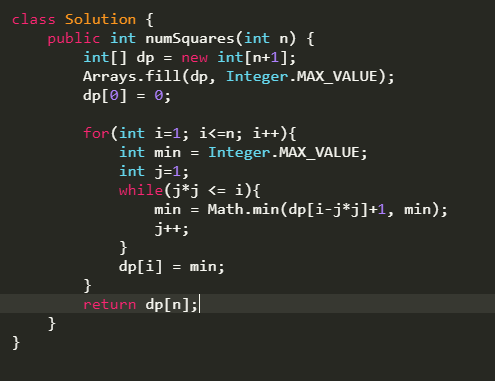 class Solution {
    public int numSquares(int n) {
        int[] dp = new int[n+1];
        Arrays.fill(dp, Integer.MAX_VALUE);
        dp[0] = 0;

        for(int i=1; i<=n; i++){
            int min = Integer.MAX_VALUE;
            int j=1;
            while(j*j <= i){
                min = Math.min(dp[i-j*j]+1, min);
                j++;
            }
            dp[i] = min;
        }
        return dp[n];
    }
}